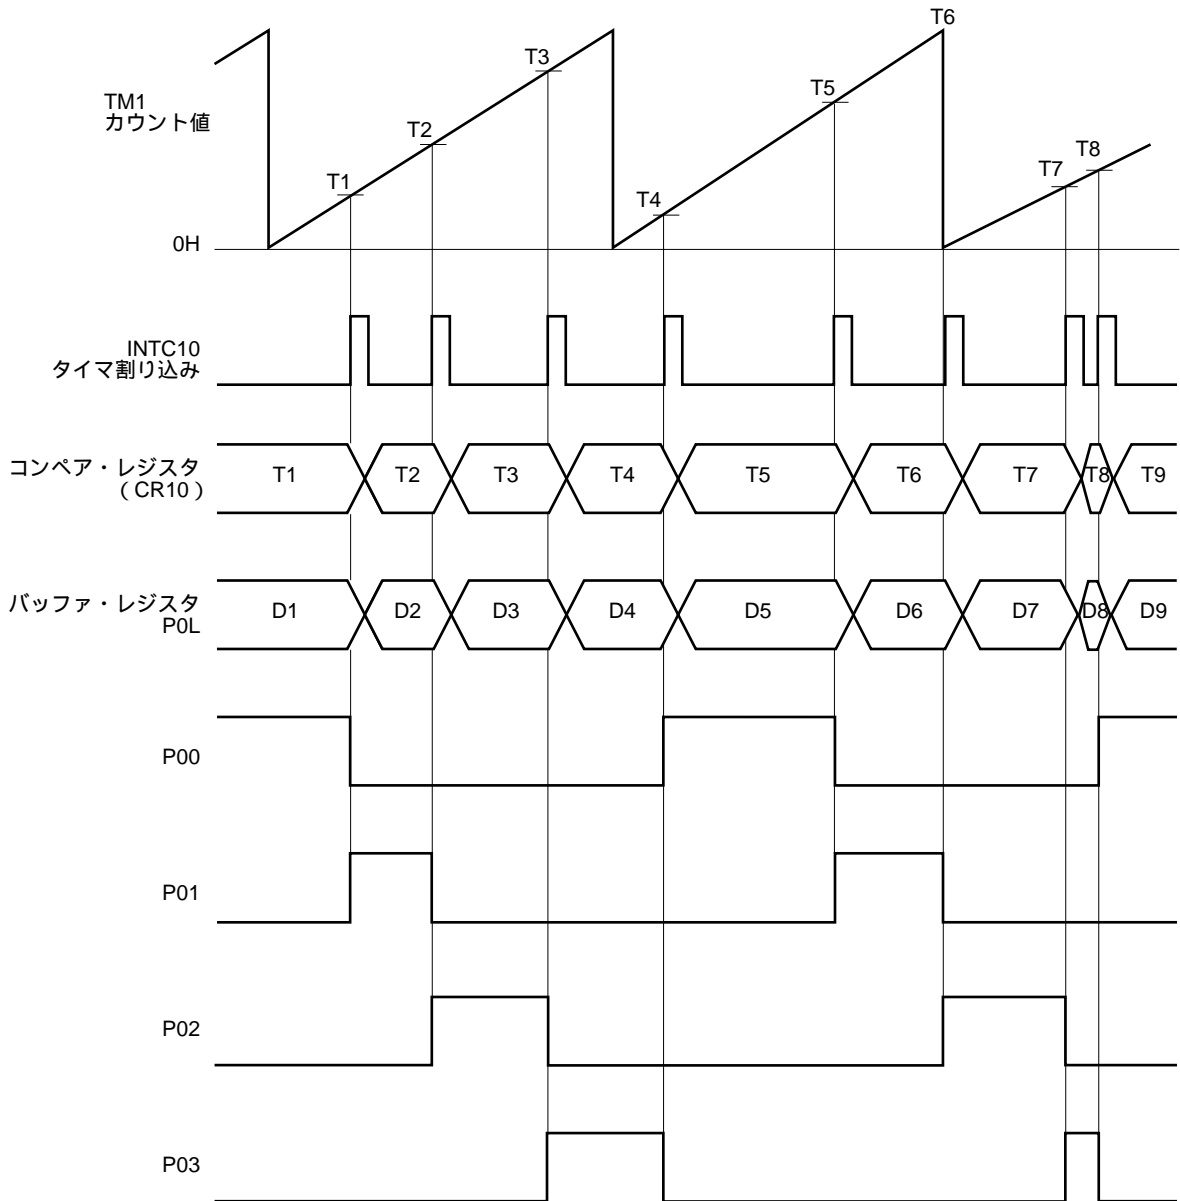 T6
T3
T5
TM1
カウント値
T2
T8
T7
T1
T4
0H
INTC10
タイマ割り込み
コンペア・レジスタ
（CR10）
T1 T2 T3 T4 T5 T6 T7 T8 T9
バッファ・レジスタ
P0L
D1 D2 D3 D4 D5 D6 D7 D8 D9
P00
P01
P02
P03